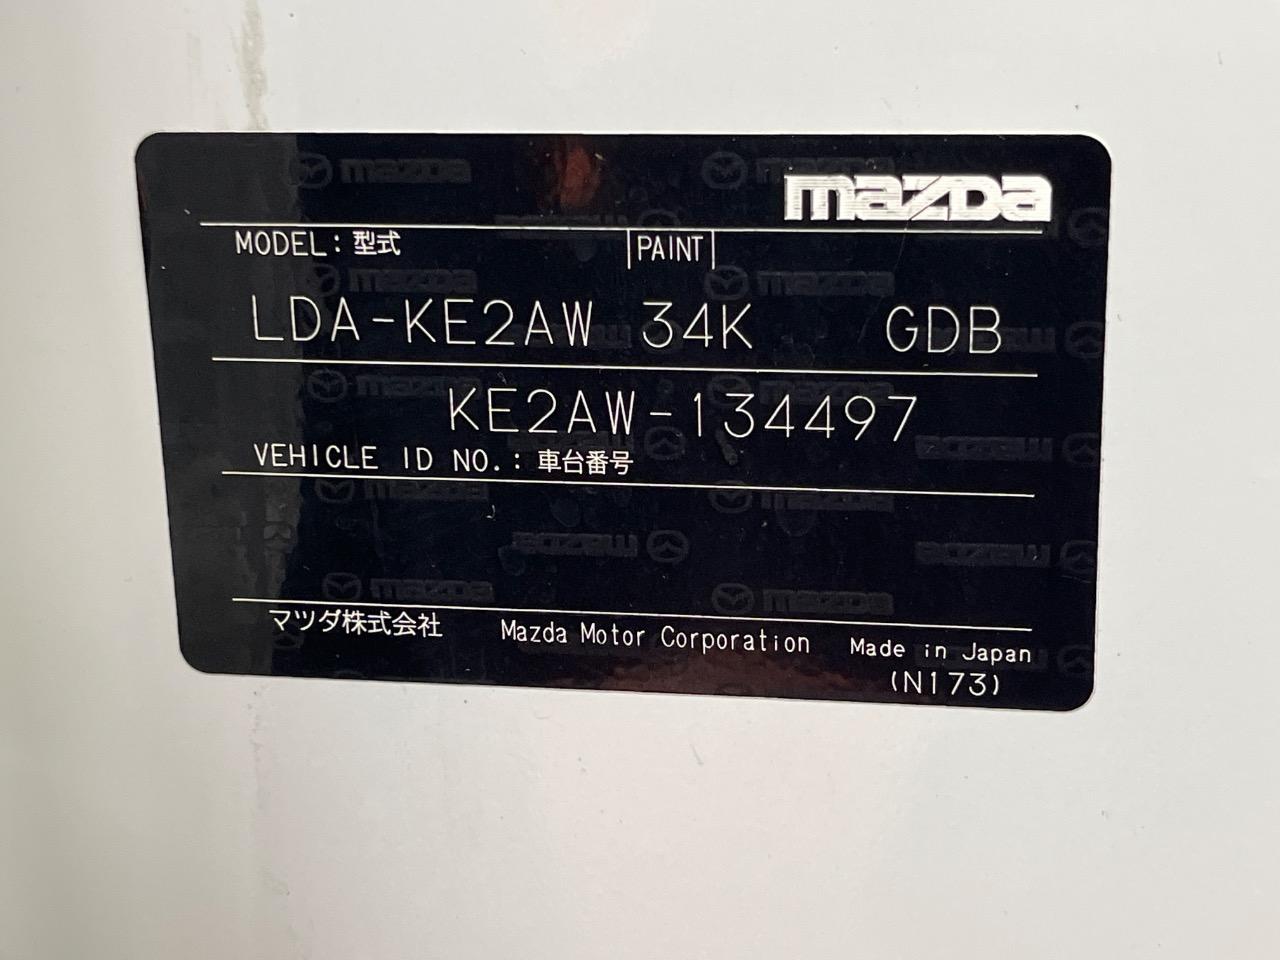 mazda
MODEL: 型式 PAINT
LDA-KE2AW 34K GDB
KE2AW-134497
VEHICLE ID NO.: 車台番号
マツダ株式会社 Mazda Motor Corporation Made in Japan
(N173)